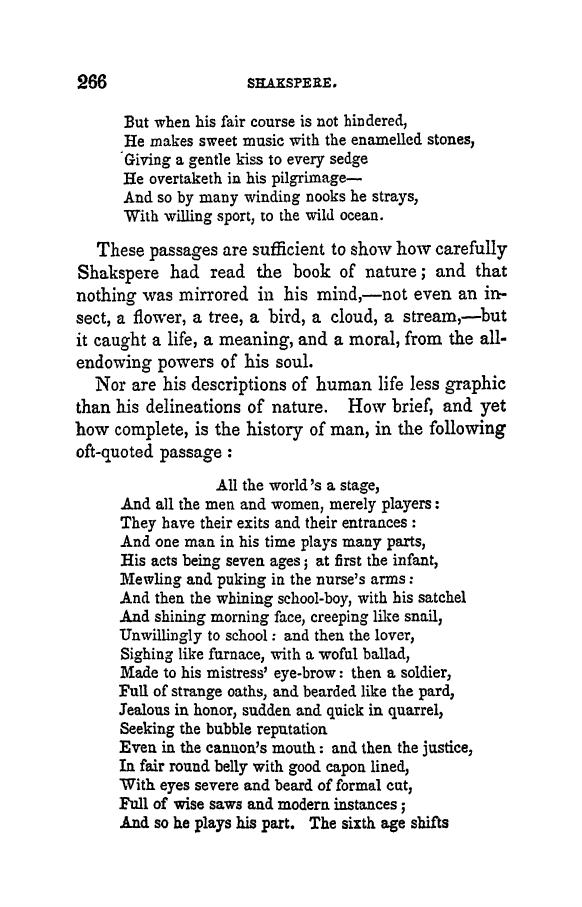 266 SHAKSPERE.
But when his fair course is not hindered,
He makes sweet music with the enamelled stones,
Giving a gentle kiss to every sedge
He overtaketh in his pilgrimage—
And so by many winding nooks he strays,
With willing sport, to the wild ocean.
These passages are sufficient to show how carefully
Shakspere had read the book of nature; and that
nothing was mirrored in his mind,—not even an in-
sect, a flower, a tree, a bird, a cloud, a stream,—but
it caught a life, a meaning, and a moral, from the all-
endowing powers of his soul.
Nor are his descriptions of human life less graphic
than his delineations of nature. How brief, and yet
how complete, is the history of man, in the following
oft-quoted passage:
All the world's a stage,
And all the men and women, merely players:
They have their exits and their entrances:
And one man in his time plays many parts,
His acts being seven ages; at first the infant,
Mewling and puking in the nurse's arms:
And then the whining school-boy, with his satchel
And shining morning face, creeping like snail,
Unwillingly to school: and then the lover,
Sighing like furnace, with a woful ballad,
Made to his mistress' eye-brow: then a soldier,
Full of strange oaths, and bearded like the pard,
Jealous in honor, sudden and quick in quarrel,
Seeking the bubble reputation
Even in the cannon's mouth: and then the justice,
In fair round belly with good capon lined,
With eyes severe and beard of formal cut,
Full of wise saws and modern instances;
And so he plays his part. The sixth age shifts